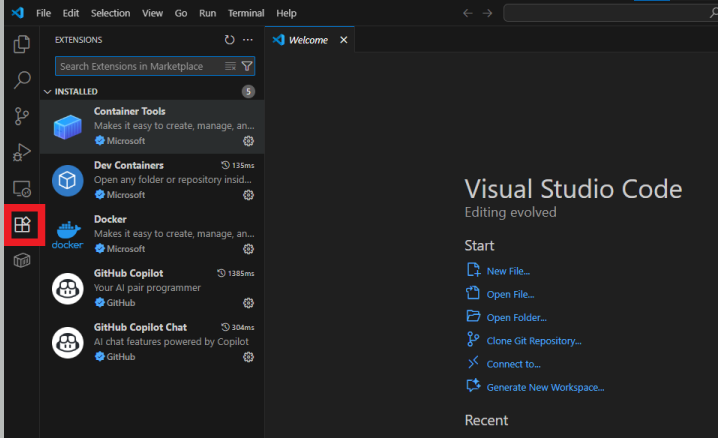 File Edit Selection View Go Run Terminal Help
EXTENSIONS
Welcome
Search Extensions in Marketplace
INSTALLED 5
Container Tools
Makes it easy to create, manage, an...
Microsoft
Dev Containers 135ms
Open any folder or repository insid...
Microsoft
Docker
Makes it easy to create, manage, an...
docker
Microsoft
GitHub Copilot 1385ms
Your AI pair programmer
GitHub
GitHub Copilot Chat 304ms
AI chat features powered by Copilot
GitHub
Visual Studio Code
Editing evolved
Start
New File...
Open File...
Open Folder...
Clone Git Repository...
Connect to...
Generate New Workspace...
Recent